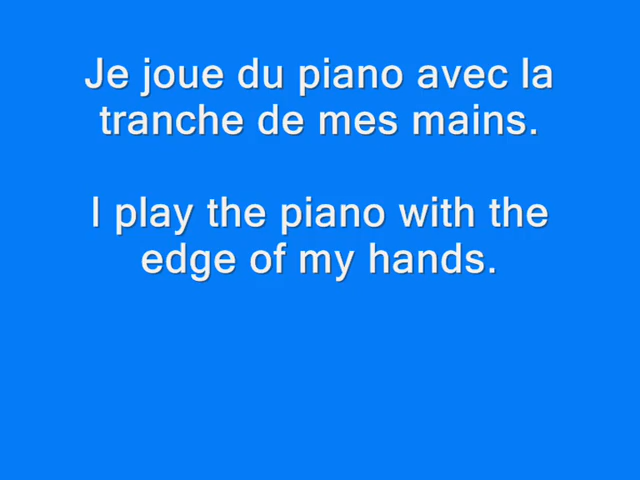 Je joue du piano avec la
tranche de mes mains.
I play the piano with the
edge of my hands.